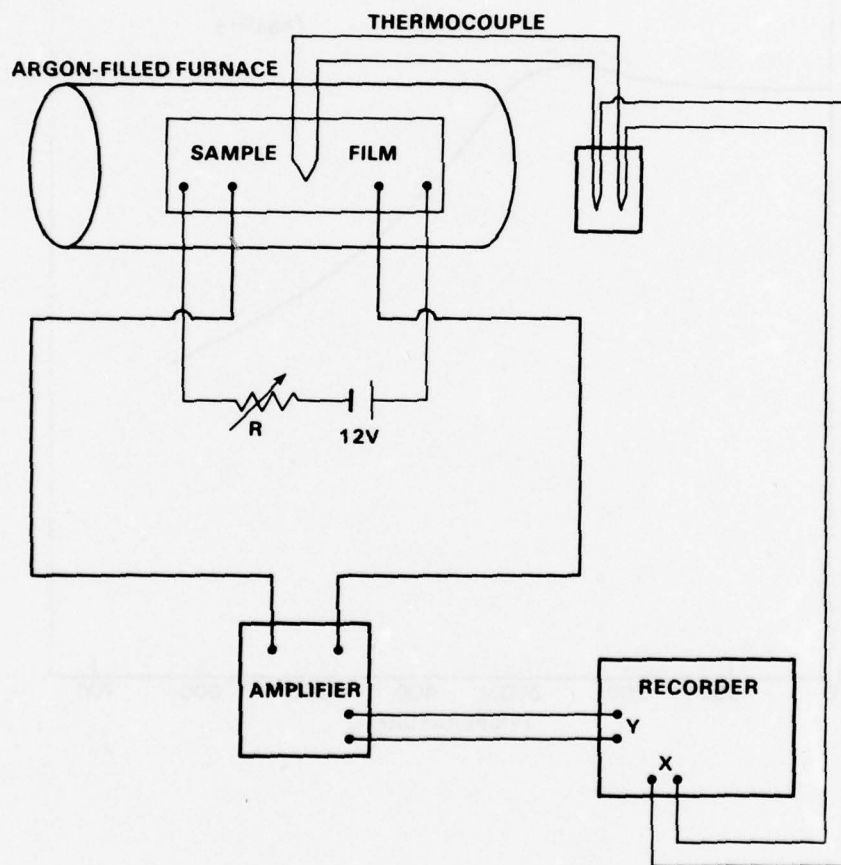 THERMOCOUPLE
ARGON-FILLED FURNACE
SAMPLE FILM
R
12V
AMPLIFIER
RECORDER
Y
X